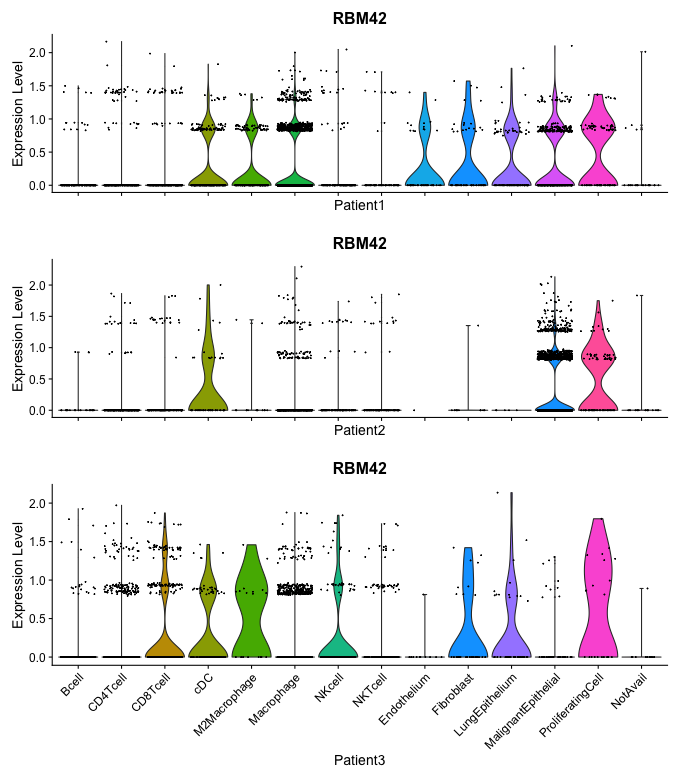 RBM42
Expression Level
2.0
1.5
1.0
0.5
0.0
Patient1
RBM42
Expression Level
2.0
1.5
1.0
0.5
0.0
Patient2
RBM42
Expression Level
2.0
1.5
1.0
0.5
0.0
Bcell
CD4Tcell
CD8Tcell
cDC
M2Macrophage
Macrophage
NKcell
NKTcell
Endothelium
Fibroblast
LungEpithelium
MalignantEpithelial
ProliferatingCell
NotAvail
Patient3